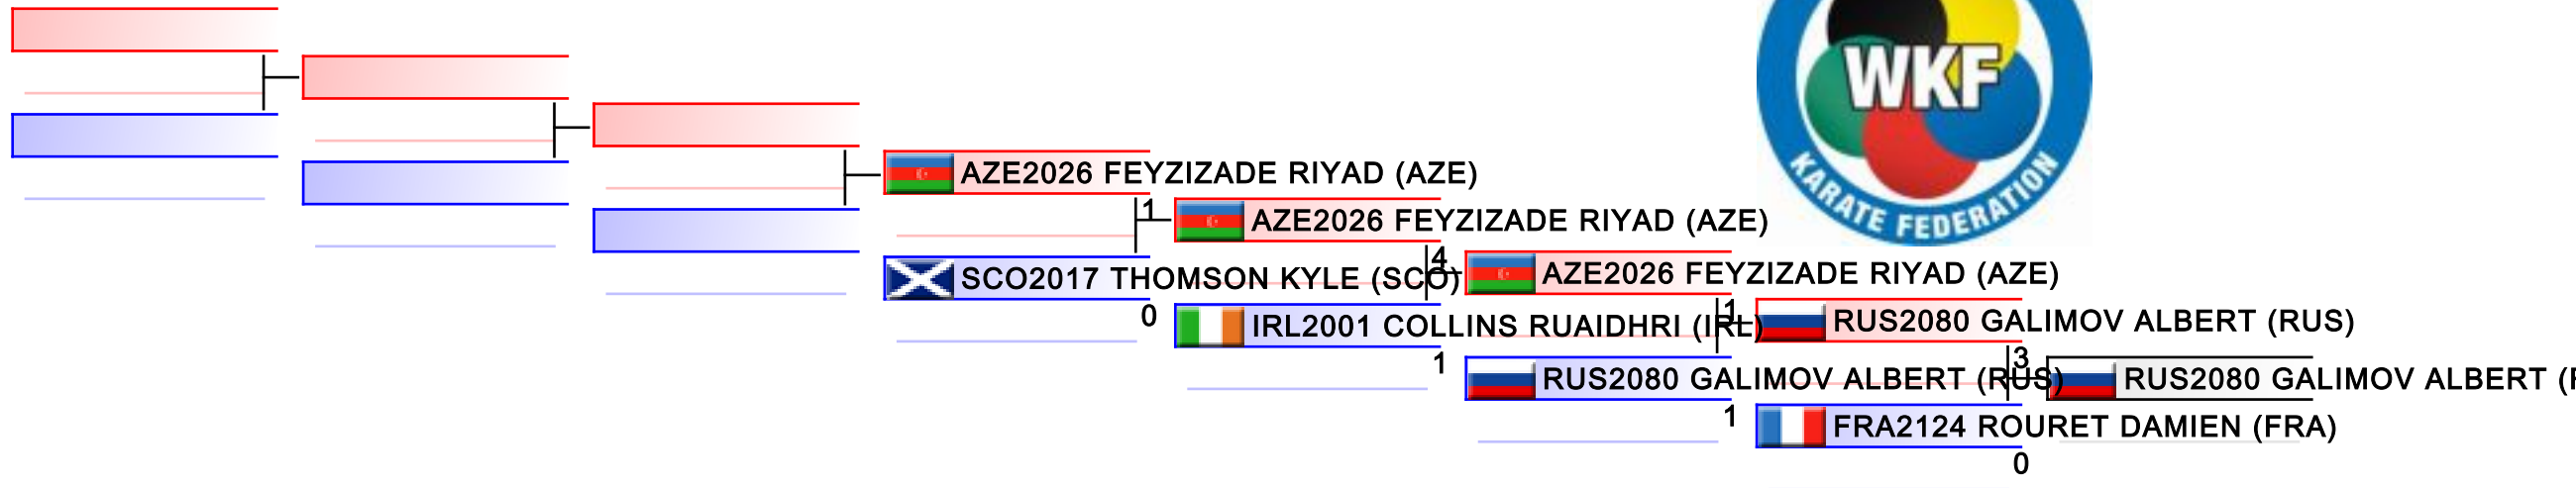 WKF
KARATE FEDERATION
AZE2026 FEYZIZADE RIYAD (AZE)
1
AZE2026 FEYZIZADE RIYAD (AZE)
4
SCO2017 THOMSON KYLE (SCO)
0
AZE2026 FEYZIZADE RIYAD (AZE)
1
IRL2001 COLLINS RUAIDHRI (IRL)
1
RUS2080 GALIMOV ALBERT (RUS)
3
RUS2080 GALIMOV ALBERT (RUS)
1
RUS2080 GALIMOV ALBERT (
FRA2124 ROURET DAMIEN (FRA)
0